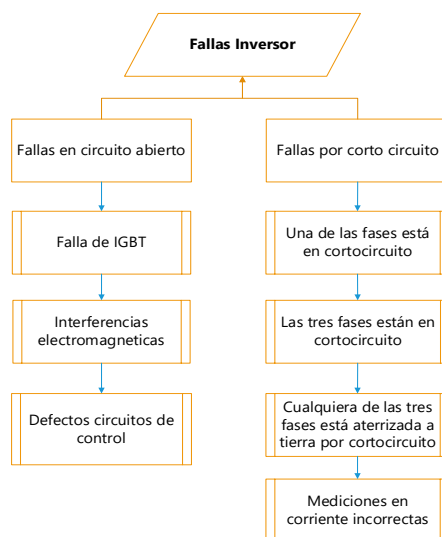 Fallas Inversor
Fallas en circuito abierto
Fallas por corto circuito
Falla de IGBT
Una de las fases está
en cortocircuito
Interferencias
electromagneticas
Las tres fases están en
cortocircuito
Defectos circuitos de
control
Cualquiera de las tres
fases está aterrizada a
tierra por cortocircuito
Mediciones en
corriente incorrectas